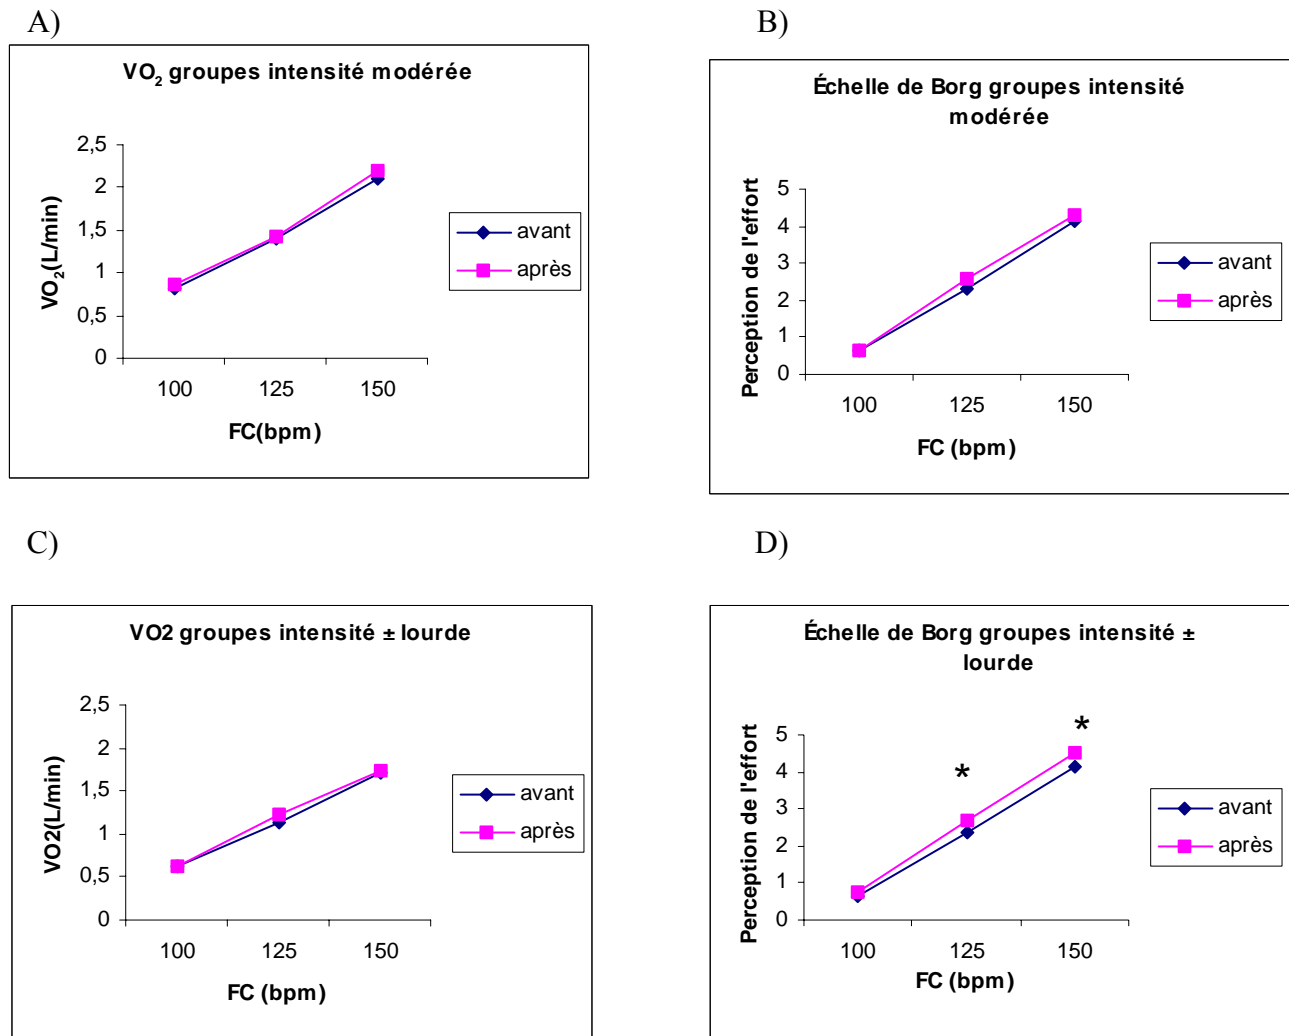 A)
VO2 groupes intensité modérée
2,5
2
1,5
1
0,5
0
VO2(L/min)
100 125 150
FC(bpm)
avant
après
B)
Échelle de Borg groupes intensité
modérée
5
4
3
2
1
0
Perception de l'effort
100 125 150
FC (bpm)
avant
après
C)
VO2 groupes intensité ± lourde
2,5
2
1,5
1
0,5
0
VO2(L/min)
100 125 150
FC (bpm)
avant
après
D)
Échelle de Borg groupes intensité ±
lourde
5
4
3
2
1
0
Perception de l'effort
* *
100 125 150
FC (bpm)
avant
après